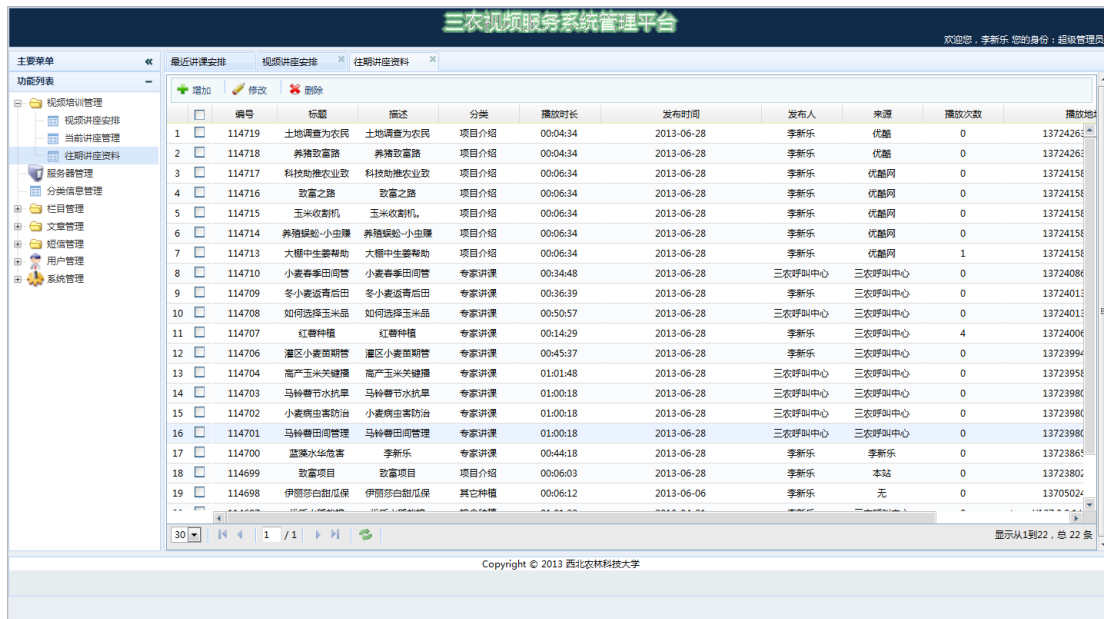 三农视频服务系统管理平台
欢迎您，李新乐 您的身份：超级管理员
主要菜单
功能列表
视频培训管理
视频讲座安排
当前讲座管理
往期讲座资料
服务器管理
分类信息管理
栏目管理
文章管理
短信管理
用户管理
系统管理
最近讲课安排 视频讲座安排 往期讲座资料
增加 修改 删除
编号 标题 描述 分类 播放时长 发布时间 发布人 来源 播放次数 播放地
1 114719 土地调查为农民 土地调查为农民 项目介绍 00:04:34 2013-06-28 李新乐 优酷 0 13724263
2 114718 养猪致富路 养猪致富路 项目介绍 00:04:34 2013-06-28 李新乐 优酷 0 13724263
3 114717 科技助推农业致 科技助推农业致 项目介绍 00:06:34 2013-06-28 李新乐 优酷网 0 13724158
4 114716 致富之路 致富之路 项目介绍 00:06:34 2013-06-28 李新乐 优酷网 0 13724158
5 114715 玉米收割机 玉米收割机。 项目介绍 00:06:34 2013-06-28 李新乐 优酷网 0 13724158
6 114714 养殖蜈蚣-小虫赚 养殖蜈蚣-小虫赚 项目介绍 00:06:34 2013-06-28 李新乐 优酷网 0 13724158
7 114713 大棚中生姜帮助 大棚中生姜帮助 项目介绍 00:06:34 2013-06-28 李新乐 优酷网 1 13724158
8 114710 小麦春季田间管 小麦春季田间管 专家讲课 00:34:48 2013-06-28 三农呼叫中心 三农呼叫中心 0 13724086
9 114709 冬小麦返青后田 冬小麦返青后田 专家讲课 00:36:39 2013-06-28 李新乐 三农呼叫中心 0 13724013
10 114708 如何选择玉米品 如何选择玉米品 专家讲课 00:50:57 2013-06-28 三农呼叫中心 三农呼叫中心 0 13724013
11 114707 红薯种植 红薯种植 专家讲课 00:14:29 2013-06-28 李新乐 三农呼叫中心 4 13724006
12 114706 灌区小麦苗期管 灌区小麦苗期管 专家讲课 00:45:37 2013-06-28 李新乐 三农呼叫中心 0 13723994
13 114704 高产玉米关键播 高产玉米关键播 专家讲课 01:01:48 2013-06-28 三农呼叫中心 三农呼叫中心 0 13723958
14 114703 马铃薯节水抗旱 马铃薯节水抗旱 专家讲课 01:00:18 2013-06-28 三农呼叫中心 三农呼叫中心 0 13723980
15 114702 小麦病虫害防治 小麦病虫害防治 专家讲课 01:00:18 2013-06-28 三农呼叫中心 三农呼叫中心 0 13723980
16 114701 马铃薯田间管理 马铃薯田间管理 专家讲课 01:00:18 2013-06-28 三农呼叫中心 三农呼叫中心 0 13723980
17 114700 蓝藻水华危害 李新乐 专家讲课 00:44:18 2013-06-28 李新乐 李新乐 0 13723865
18 114699 致富项目 致富项目 项目介绍 00:06:03 2013-06-28 李新乐 本站 0 13723802
19 114698 伊丽莎白甜瓜保 伊丽莎白甜瓜保 其它种植 00:06:12 2013-06-06 李新乐 无 0 13705024
30 1 /1 显示从1到22，总 22 条
Copyright © 2013 西北农林科技大学